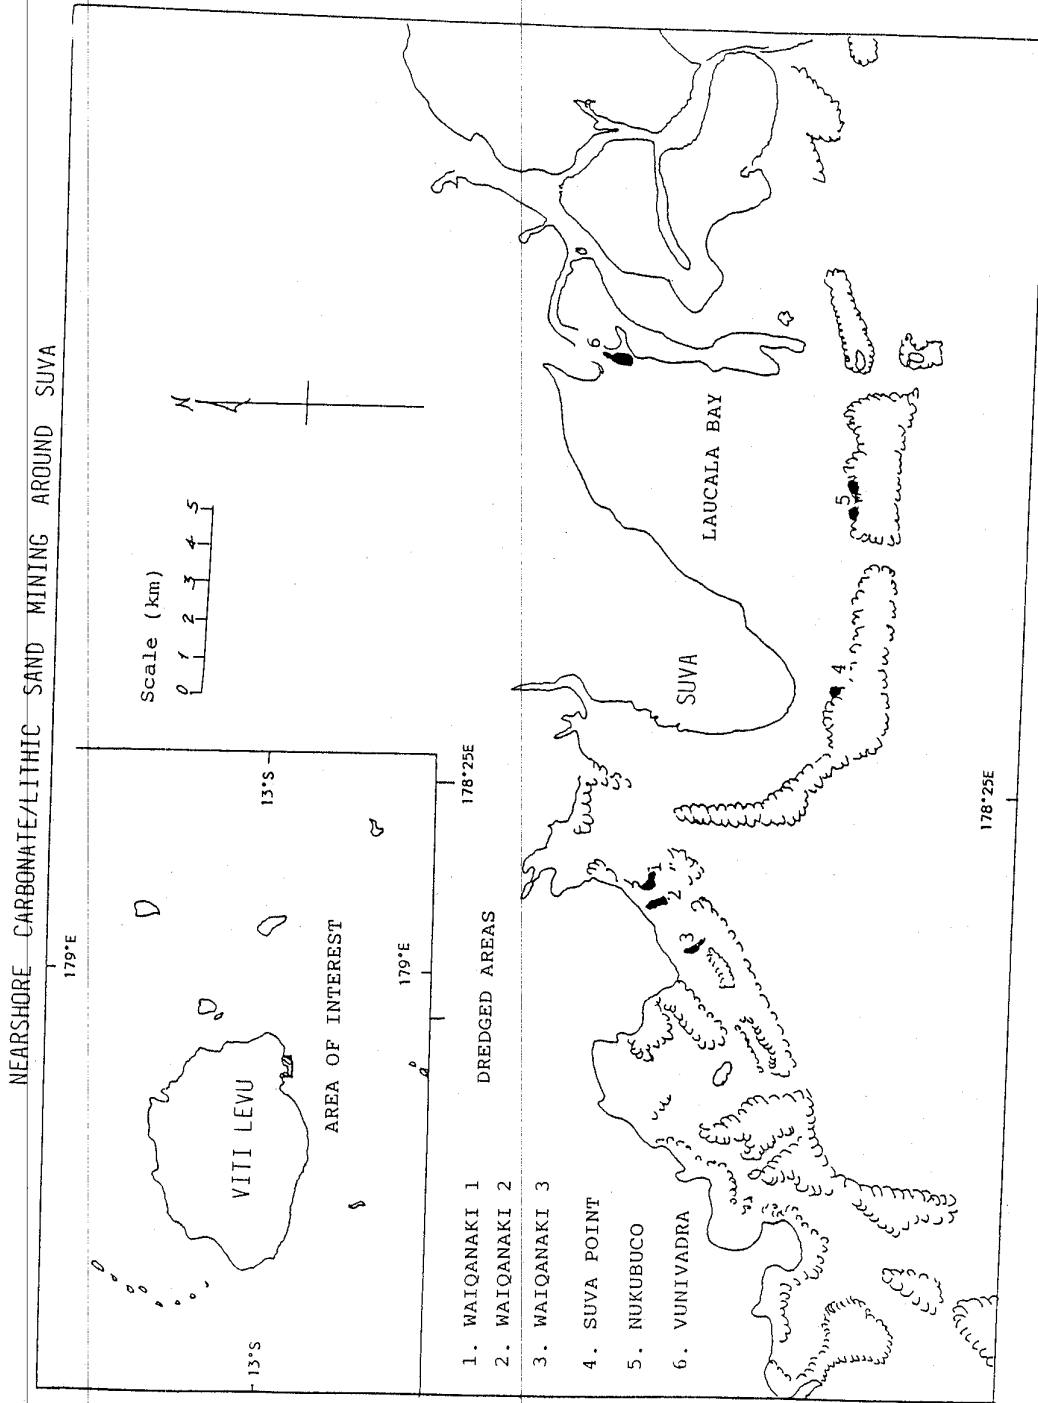 NEARSHORE CARBONATE/LITHIC SAND MINING AROUND SUVA
179°E
13°S
13°S
VITI LEVU
AREA OF INTEREST
179°E
Scale (km)
0 1 2 3 4 5
N
178°25E
DREDGED AREAS
1. WAIQANAKI 1
2. WAIQANAKI 2
3. WAIQANAKI 3
4. SUVA POINT
5. NUKUBUCO
6. VUNIVADRA
6
1
2
3
SUVA
LAUCALA BAY
4
5
178°25E